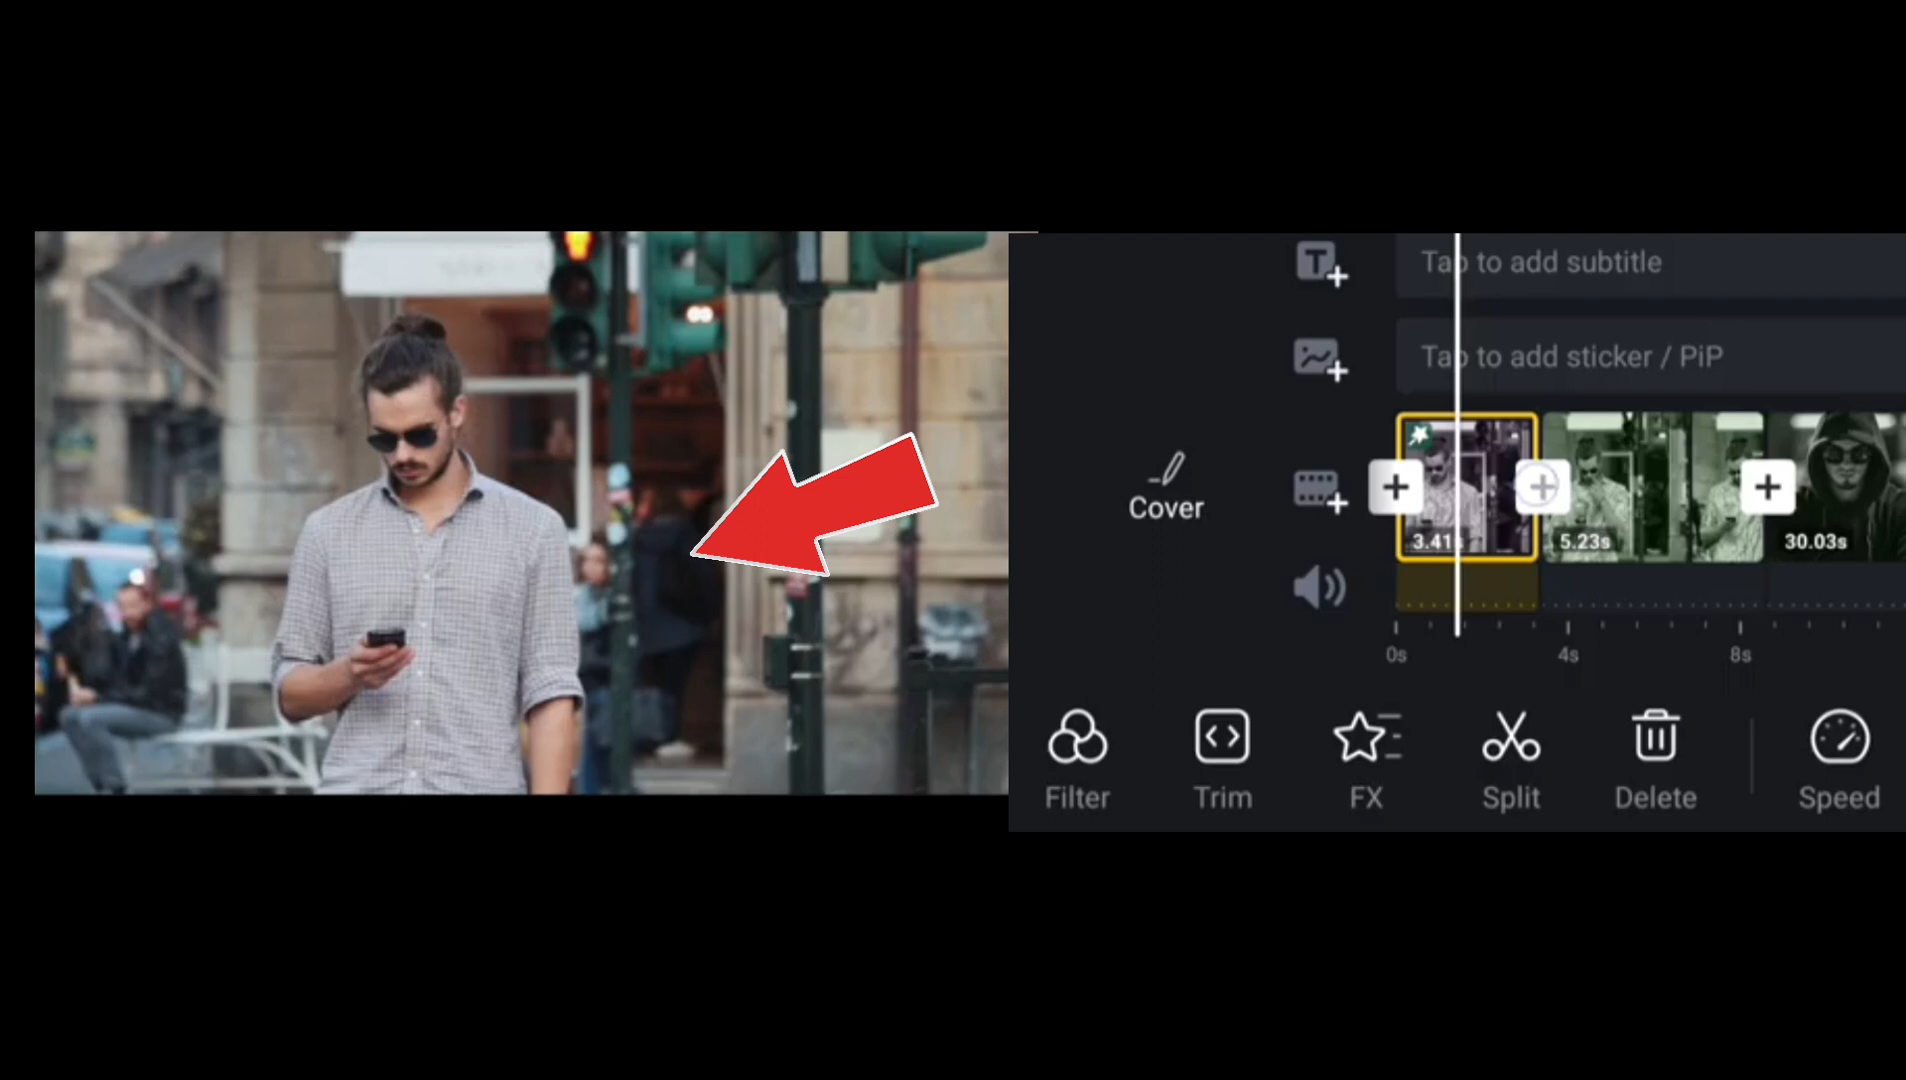 Tap to add subtitle
Tap to add sticker / PiP
Cover
3.41
5.23s
30.03s
0s
4s
8s
Filter
Trim
FX
Split
Delete
Speed